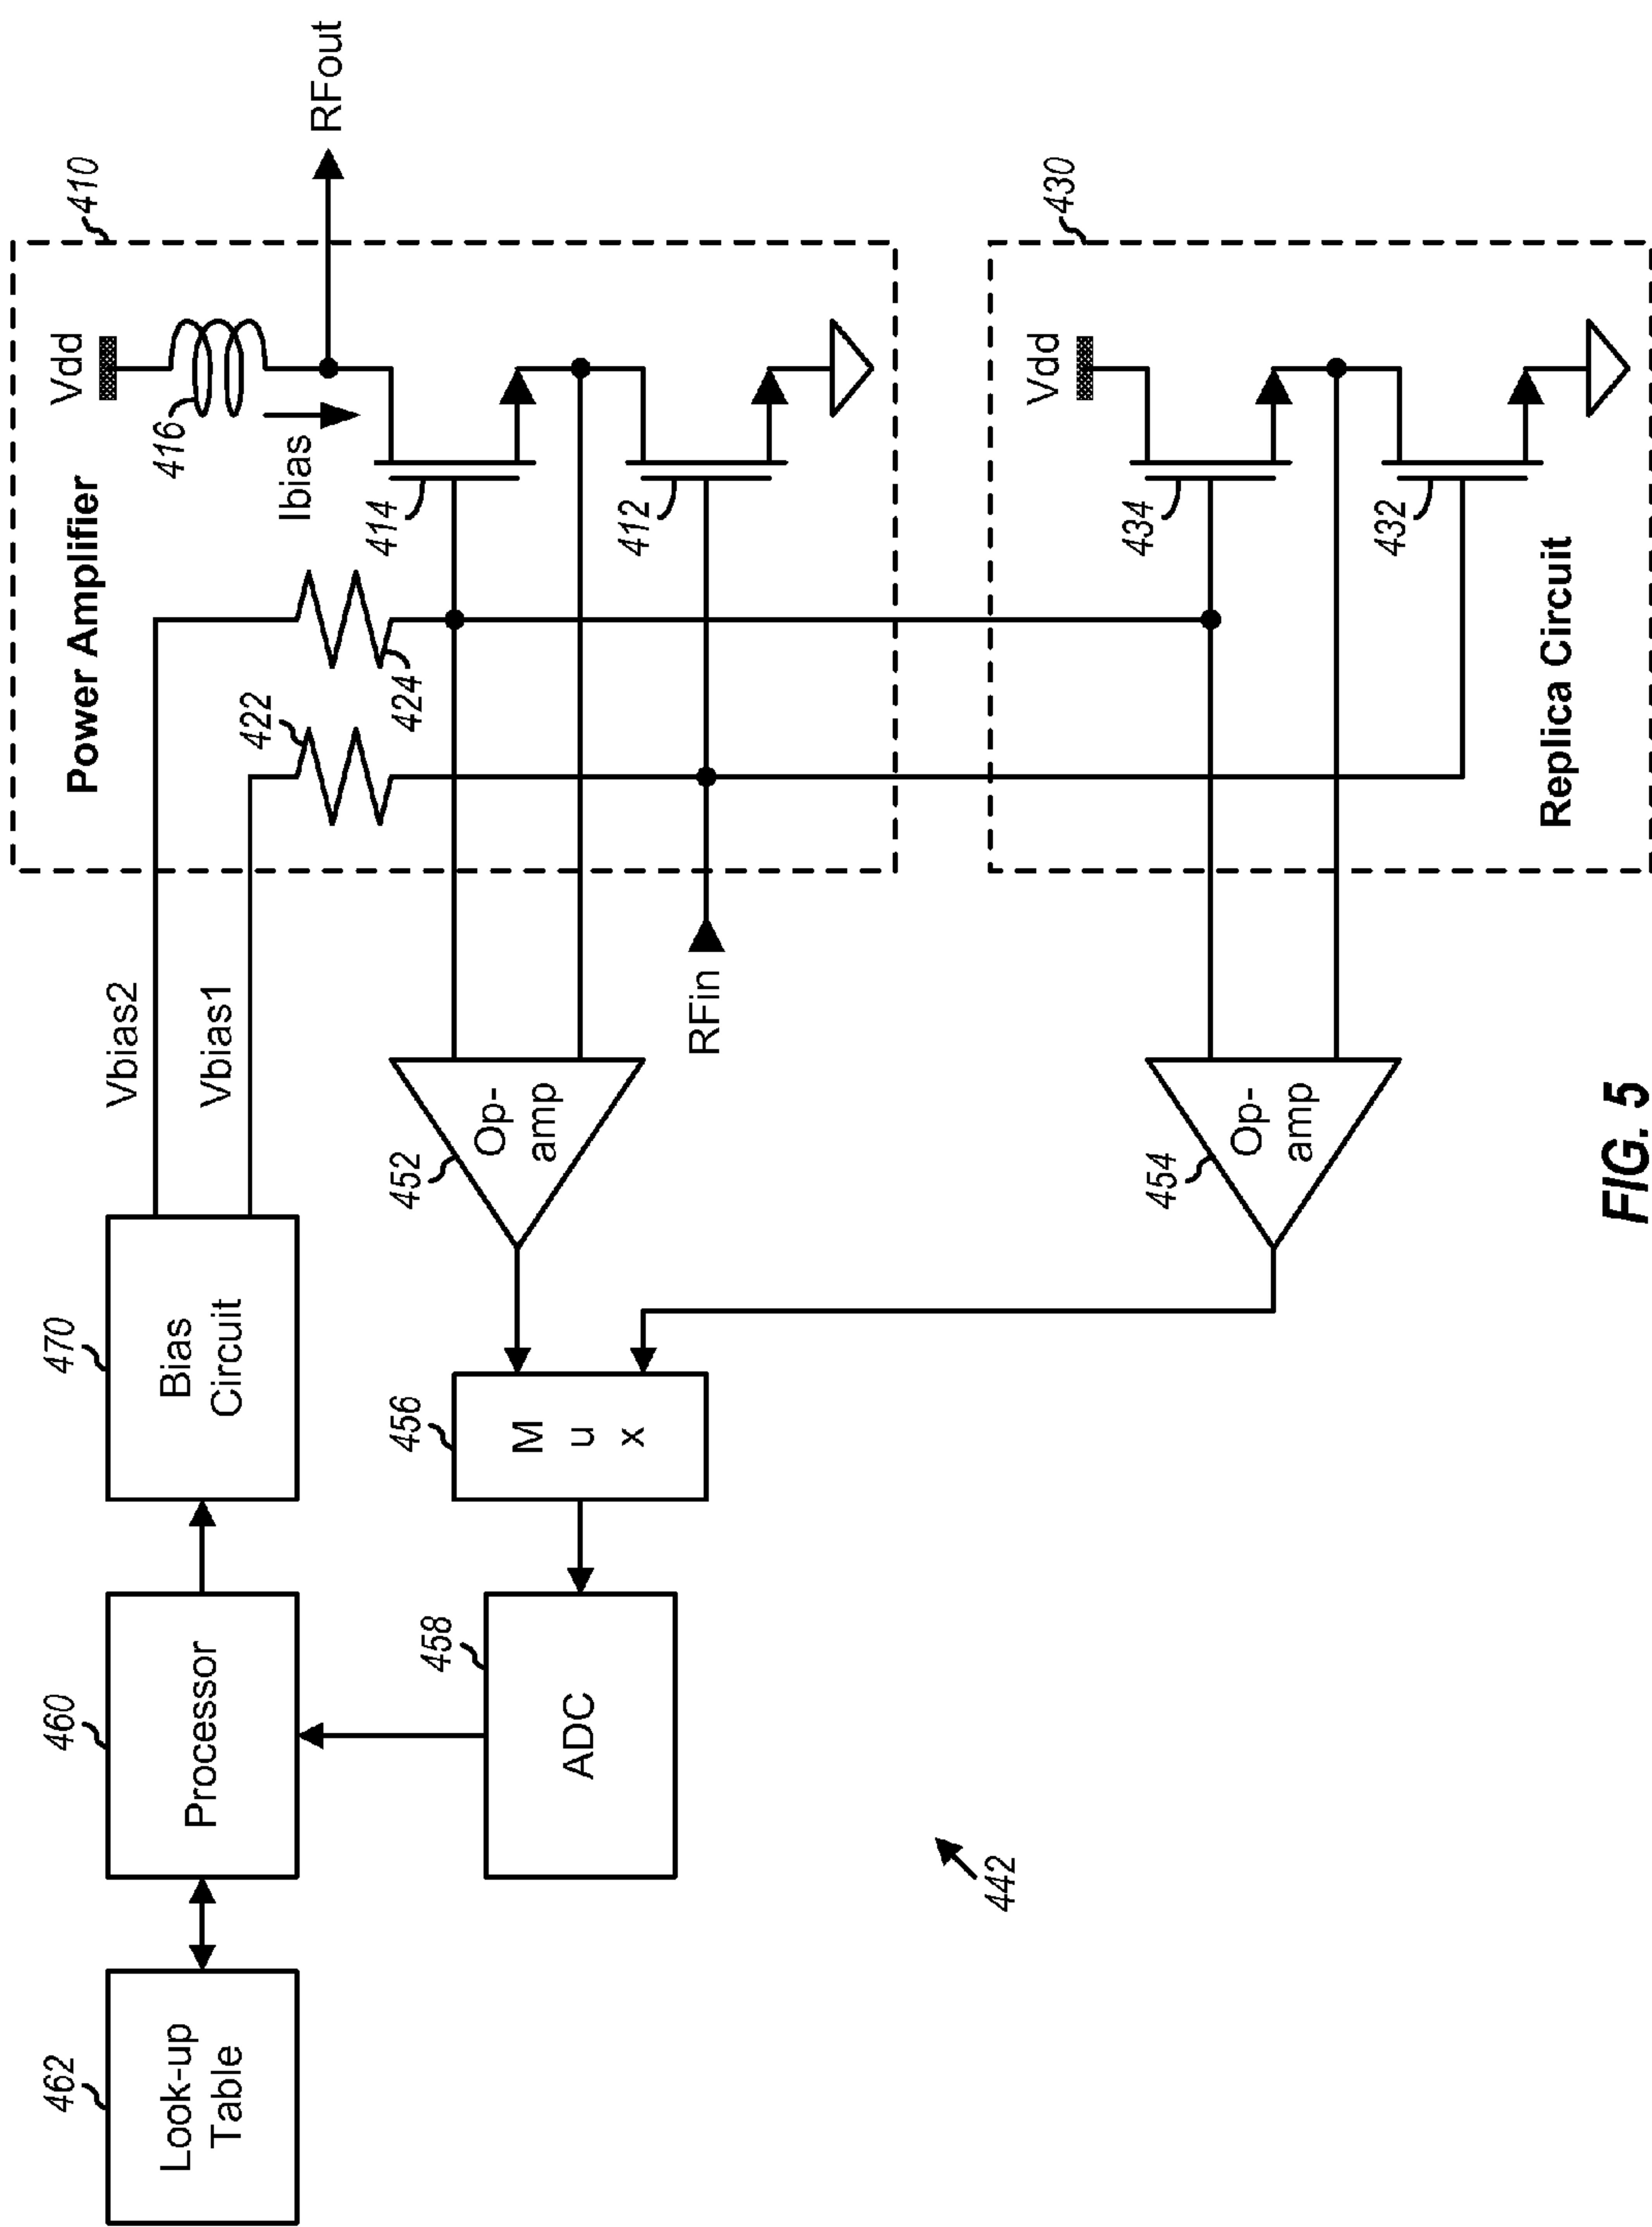 462
Look-up
Table
460
Processor
470
Bias
Circuit
Vbias2
Vbias1
Power Amplifier
410
Vdd
416
Ibias
RFout
422
424
414
412
458
ADC
456
M
u
x
452
Op-
amp
RFin
442
454
Op-
amp
430
Vdd
434
432
Replica Circuit
FIG. 5